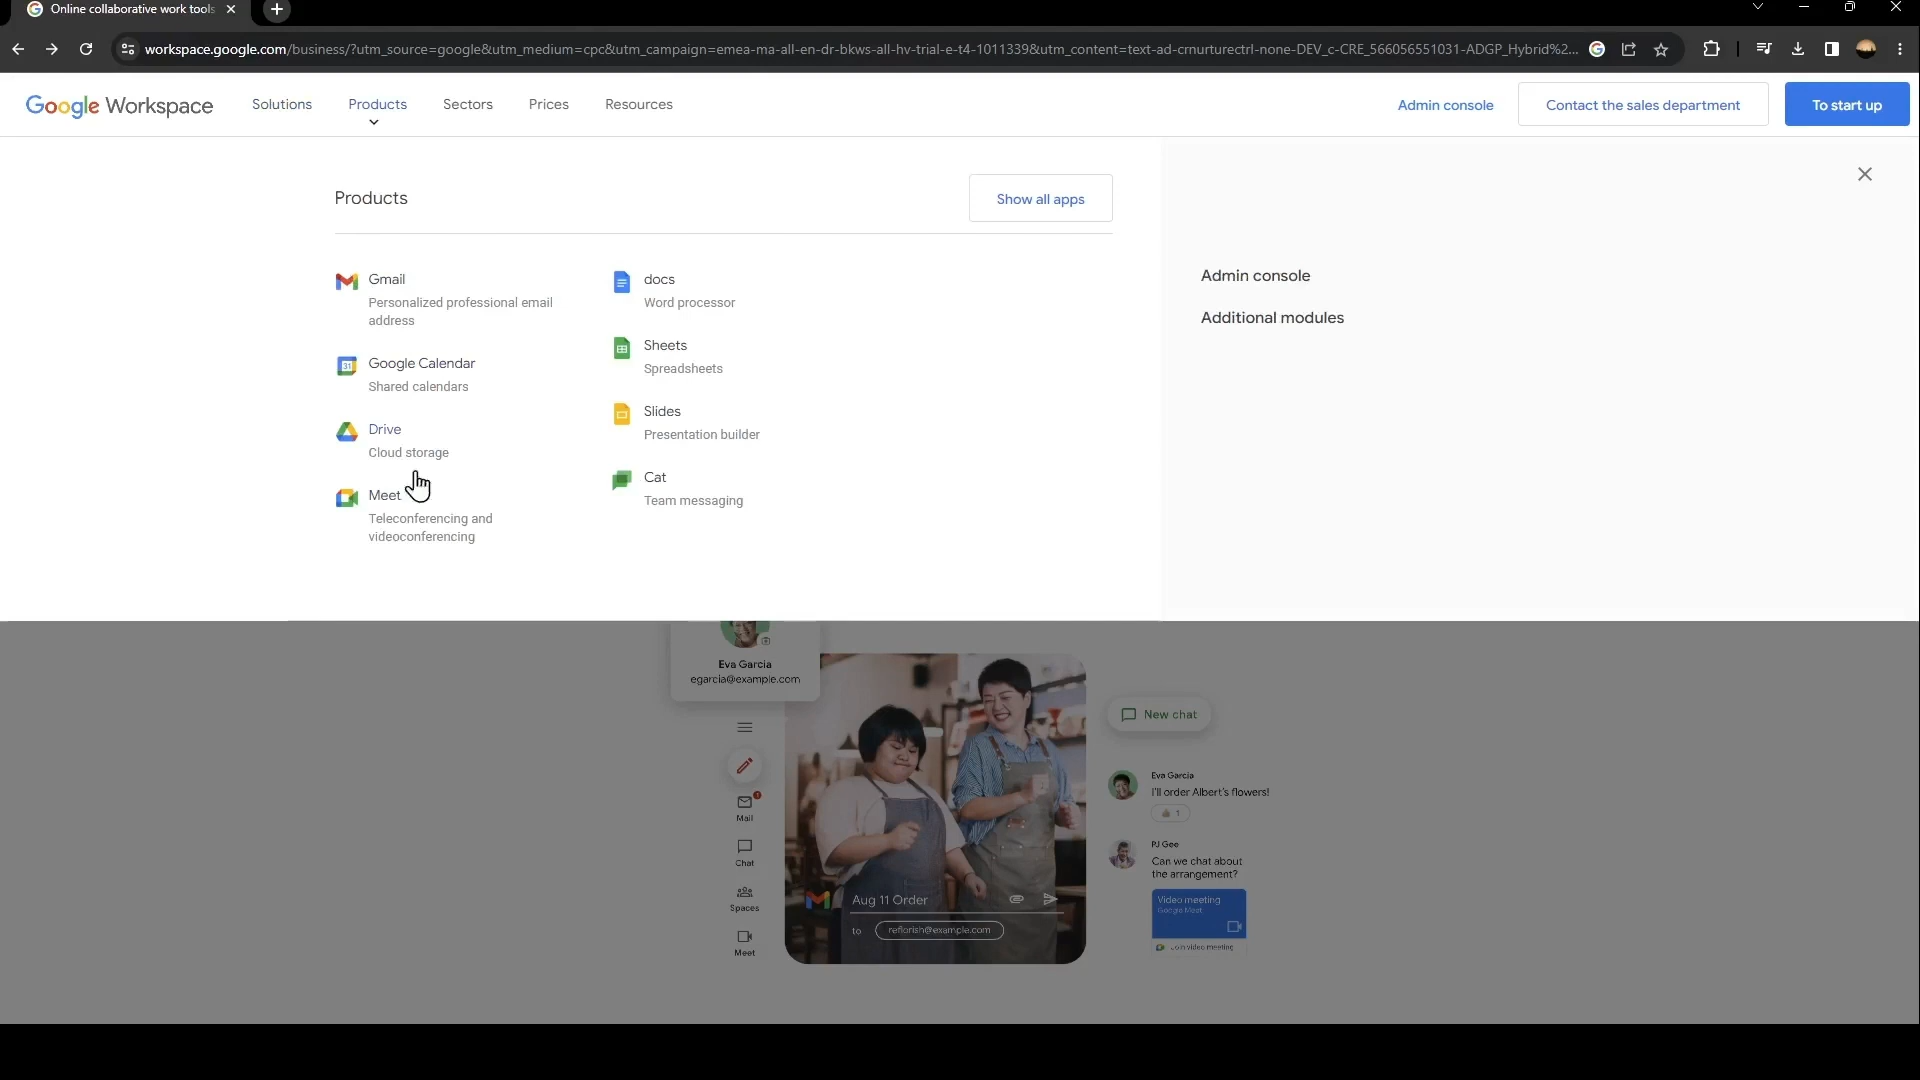 Online collaborative work tools
workspace.google.com/business/?utm_source=google&utm_medium=cpc&utm_campaign=emea-ma-all-en-dr-bkws-all-hv-trial-e-t4-1011339&utm_content=text-ad-crnurturectrl-none-DEV_c-CRE_566056551031-ADGP_Hybrid%2...
Google Workspace
Solutions
Products
Sectors
Prices
Resources
Admin console
Contact the sales department
To start up
Products
Show all apps
Gmail
Personalized professional email
address
Google Calendar
Shared calendars
Drive
Cloud storage
Meet
Teleconferencing and
videoconferencing
docs
Word processor
Sheets
Spreadsheets
Slides
Presentation builder
Cat
Team messaging
Admin console
Additional modules
Eva Garcia
egarcia@example.com
Mail
Chat
Spaces
Meet
Aug 11 Order
to
reflorish@example.com
New chat
Eva Garcia
I'll order Albert's flowers!
1
PJ Gee
Can we chat about
the arrangement?
Video meeting
Google Meet
Join video meeting